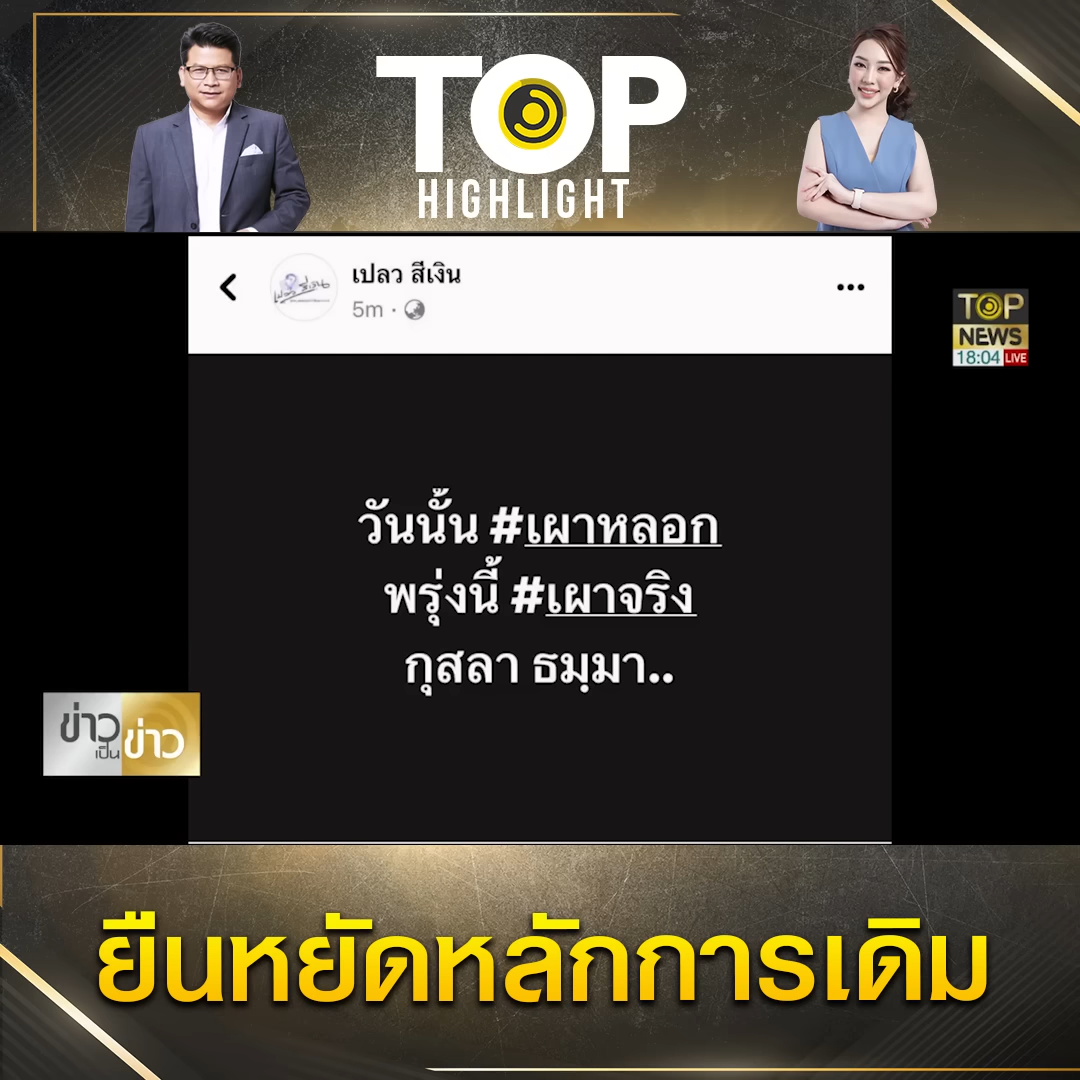 TOP
HIGHLIGHT
เปลว สีเงิน
5m
TOP
NEWS
18:04 LIVE
วันนั้น #เผาหลอก
พรุ่งนี้ #เผาจริง
กุสลา ธมฺมา..
ข่าว
เป็น ข่าว
ยืนหยัดหลักการเดิม